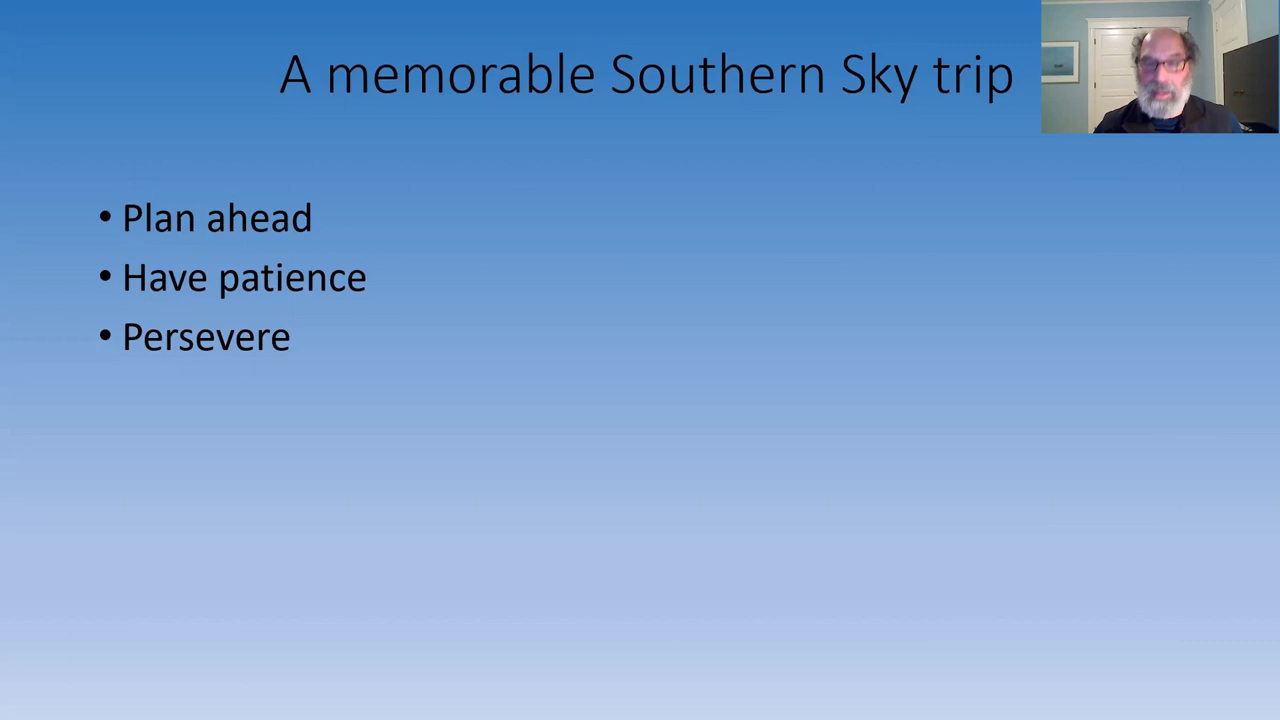 A memorable Southern Sky trip
• Plan ahead
• Have patience
• Persevere